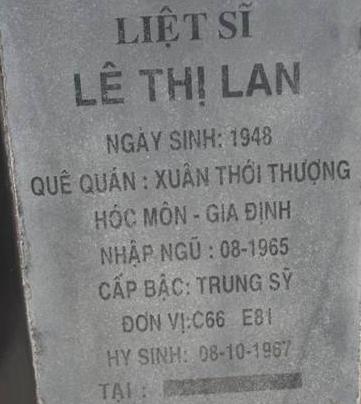 LIỆT SĨ
LÊ THỊ LAN
NGÀY SINH: 1948
QUÊ QUÁN : XUÂN THỚI THƯỢNG
HÓC MÔN - GIA ĐỊNH
NHẬP NGŨ : 08-1965
CẤP BẬC: TRUNG SỸ
ĐƠN VỊ:C66 E81
HY SINH: 08-10-1967
TẠI :